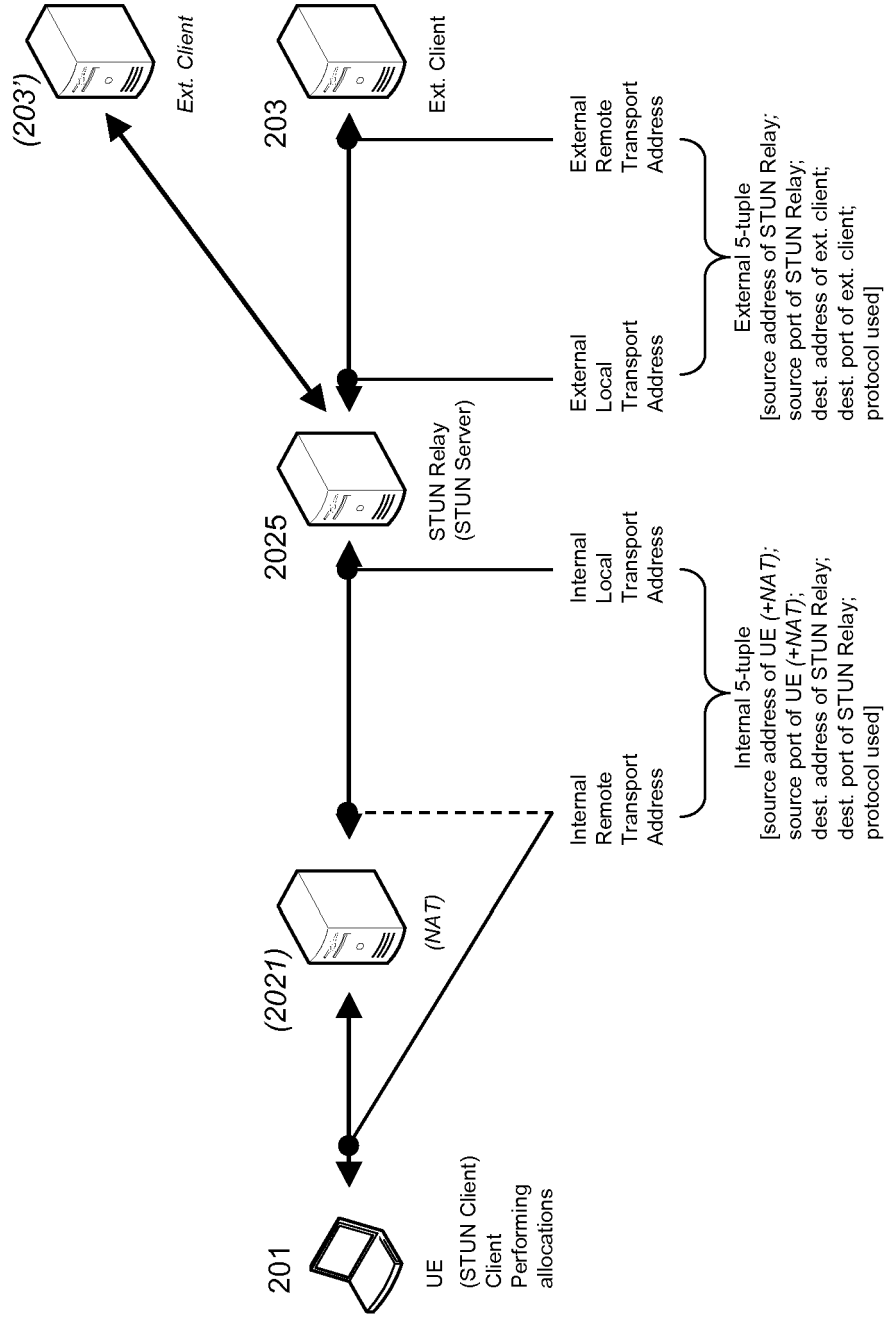 (203')
Ext. Client
201
UE
(STUN Client)
Client
Performing
allocations
(2021)
(NAT)
2025
STUN Relay
(STUN Server)
203
Ext. Client
Internal
Remote
Transport
Address
Internal
Local
Transport
Address
External
Local
Transport
Address
External
Remote
Transport
Address
Internal 5-tuple
[source address of UE (+NAT);
source port of UE (+NAT);
dest. address of STUN Relay;
dest. port of STUN Relay;
protocol used]
External 5-tuple
[source address of STUN Relay;
source port of STUN Relay;
dest. address of ext. client;
dest. port of ext. client;
protocol used]